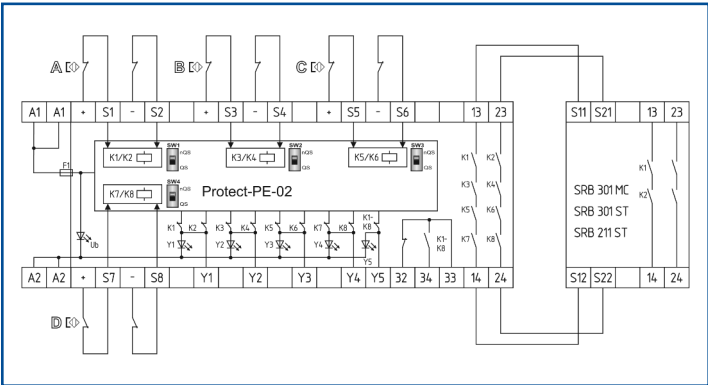 A B C
A1 A1 + S1 - S2 + S3 - S4 + S5 - S6 13 23 S11 S21 13 23
SW1 nQS QS SW2 nQS QS SW3 nQS QS
F1 K1/K2 K3/K4 K5/K6 K1 K2 K1
SW4 nQS QS
K7/K8 Protect-PE-02 K3 K4 K2
SRB 301 MC
K5 K6 SRB 301 ST
SRB 211 ST
K1 K2 K3 K4 K5 K6 K7 K8 K1-K8 K1-K8 K7 K8
Ub Y1 Y2 Y3 Y4 Y5
A2 A2 + S7 - S8 Y1 Y2 Y3 Y4 Y5 32 34 33 14 24 S12 S22 14 24
D